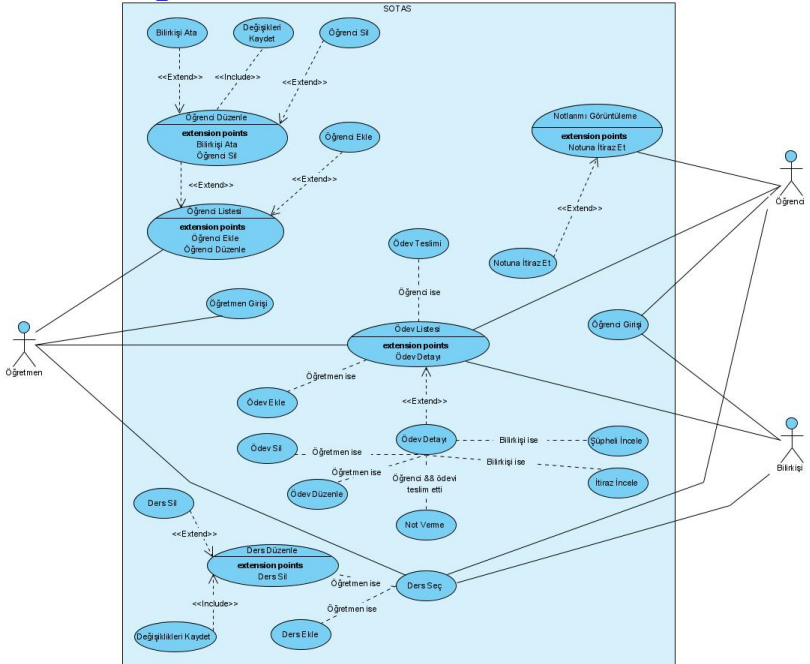 SOTAS
Bilirkişi Ata
Değişikleri
Kaydet
Öğrenci Sil
<<Extend>>
<<Include>>
<<Extend>>
Öğrenci Düzenle
extension points
Bilirkişi Ata
Öğrenci Sil
Öğrenci Ekle
<<Extend>>
<<Extend>>
Öğrenci Listesi
extension points
Öğrenci Ekle
Öğrenci Düzenle
Notlarımı Görüntüleme
extension points
Notuna İtiraz Et
<<Extend>>
Notuna İtiraz Et
Öğrenci
Ödev Teslimi
Öğrenci ise
Öğretmen Girişi
Öğrenci Girişi
Öğretmen
Ödev Listesi
extension points
Ödev Detayı
Öğretmen ise
<<Extend>>
Ödev Ekle
Ödev Sil
Öğretmen ise
Ödev Detayı
Bilirkişi ise
Şüpheli İncele
Öğretmen ise
Bilirkişi ise
Bilirkişi
Ödev Düzenle
Öğrenci && ödevi
teslim etti
İtiraz İncele
Not Verme
Ders Sil
<<Extend>>
Ders Düzenle
extension points
Ders Sil
Öğretmen ise
Ders Seç
<<Include>>
Öğretmen ise
Değişiklikleri Kaydet
Ders Ekle